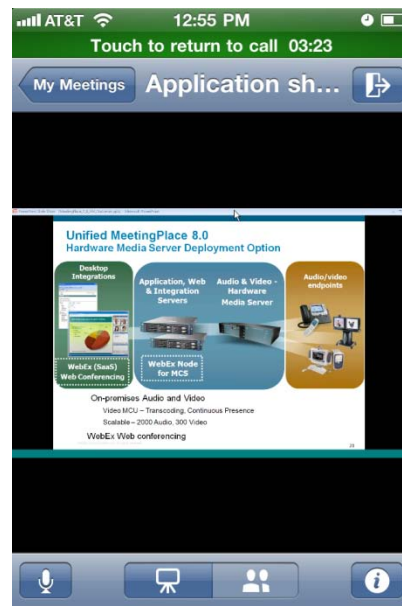 AT&T 12:55 PM
Touch to return to call 03:23
My Meetings Application sh...
Unified MeetingPlace 8.0
Hardware Media Server Deployment Option
Desktop
Integrations
Application, Web
& Integration
Servers
Audio & Video -
Hardware
Media Server
Audio/video
endpoints
WebEx (SaaS)
Web Conferencing
WebEx Node
for MCS
On-premises Audio and Video
Video MCU – Transcoding, Continuous Presence
Scalable – 2000 Audio, 300 Video
WebEx Web conferencing